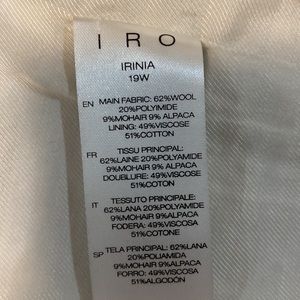 IRO
IRINIA
19W
EN MAIN FABRIC: 62%WOOL
20%POLYIMIDE
9%MOHAIR 9% ALPACA
LINING: 49%VISCOSE
51%COTTON
FR TISSU PRINCIPAL:
62%LAINE 20%POLYAMIDE
9%MOHAIR 9%ALPACA
DOUBLURE: 49%VISCOSE
51%COTON
IT TESSUTO PRINCIPALE:
62%LANA 20%POLYAMIDE
9%MOHAIR 9%ALPACA
FODERA: 49%VISCOSA
51%COTONE
SP TELA PRINCIPAL: 62%LANA
20%POLIAMIDA
9% MOHAIR 9% ALPACA
FORRO: 49%VISCOSA
51%ALGODÓN